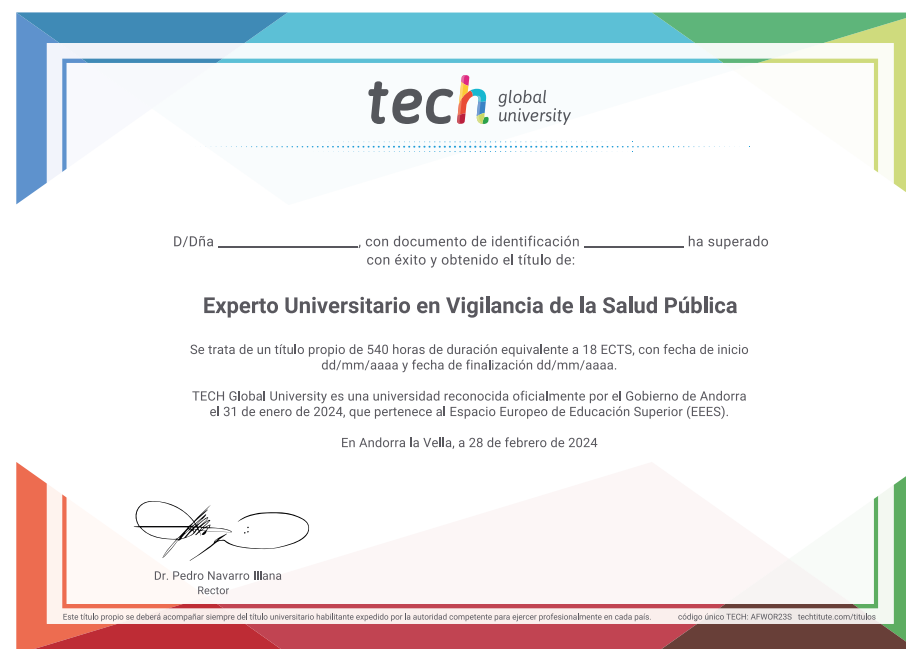 tech global university
D/Dña ______________, con documento de identificación __________ ha superado
con éxito y obtenido el título de:
Experto Universitario en Vigilancia de la Salud Pública
Se trata de un título propio de 540 horas de duración equivalente a 18 ECTS, con fecha de inicio
dd/mm/aaaa y fecha de finalización dd/mm/aaaa.
TECH Global University es una universidad reconocida oficialmente por el Gobierno de Andorra
el 31 de enero de 2024, que pertenece al Espacio Europeo de Educación Superior (EEES).
En Andorra la Vella, a 28 de febrero de 2024
Dr. Pedro Navarro Illana
Rector
Este título propio se deberá acompañar siempre del título universitario habilitante expedido por la autoridad competente para ejercer profesionalmente en cada país. código único TECH: AFWOR23S techtitute.com/titulos